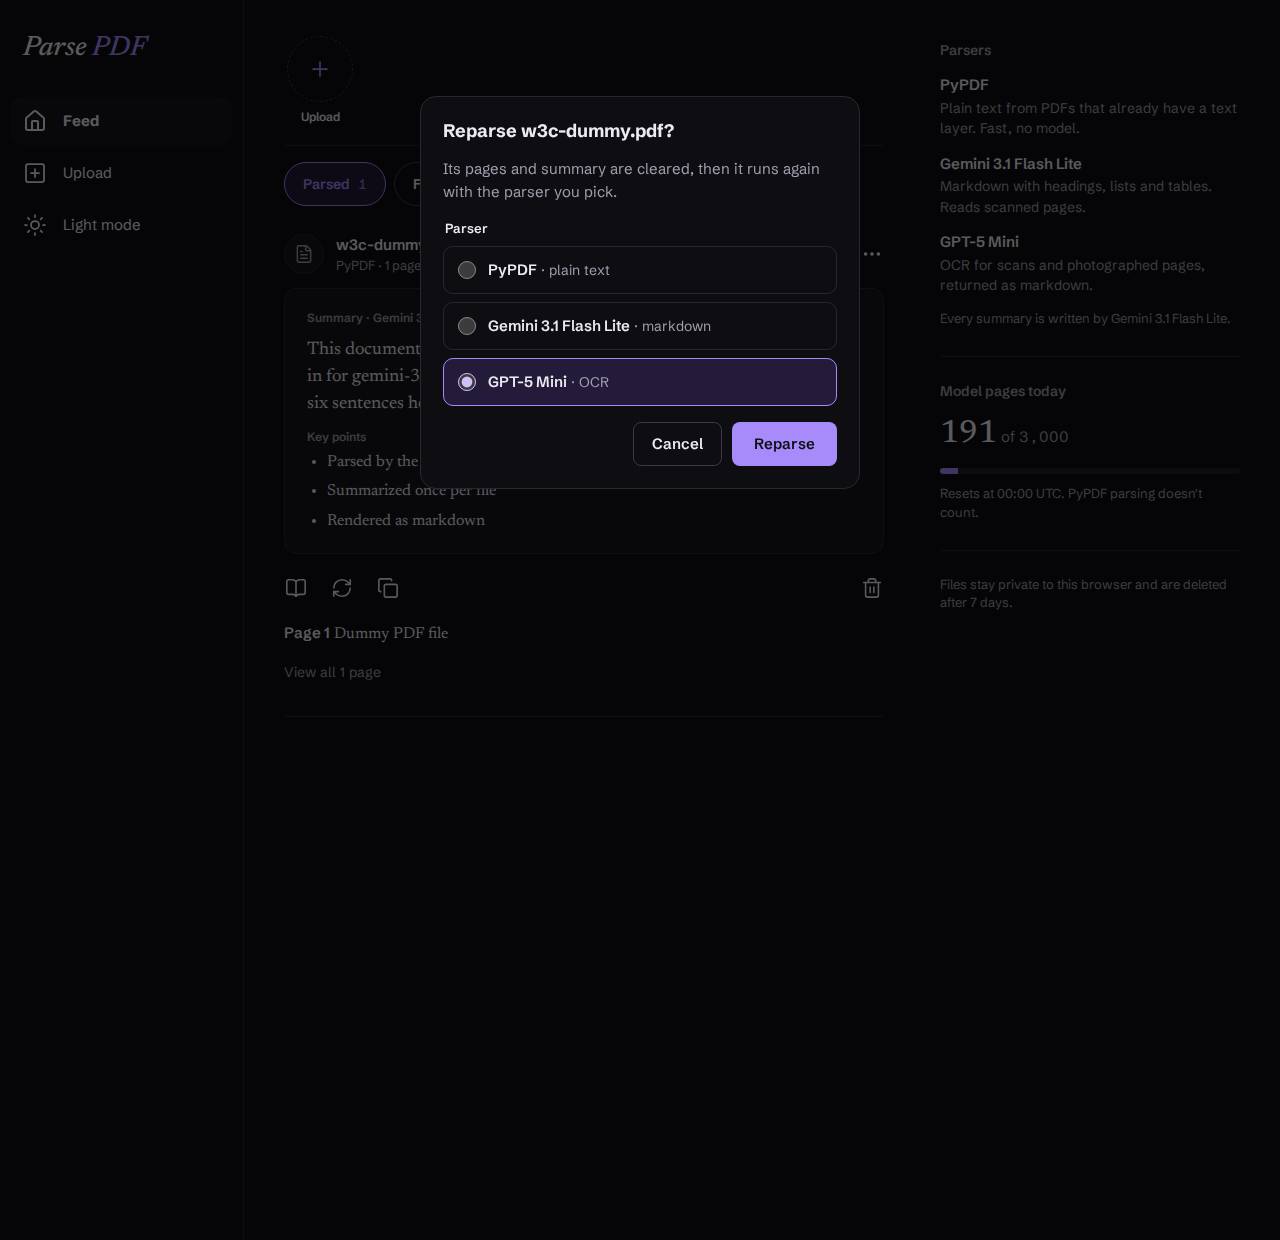 Parse PDF
Feed
Upload
Light mode
Upload
Parsed 1
F
w3c-dummy
PyPDF · 1 page
Summary · Gemini 3
This document
in for gemini-3
six sentences he
Key points
Parsed by the
Summarized once per file
Rendered as markdown
Page 1 Dummy PDF file
View all 1 page
Reparse w3c-dummy.pdf?
Its pages and summary are cleared, then it runs again
with the parser you pick.
Parser
PyPDF · plain text
Gemini 3.1 Flash Lite · markdown
GPT-5 Mini · OCR
Cancel
Reparse
Parsers
PyPDF
Plain text from PDFs that already have a text
layer. Fast, no model.
Gemini 3.1 Flash Lite
Markdown with headings, lists and tables.
Reads scanned pages.
GPT-5 Mini
OCR for scans and photographed pages,
returned as markdown.
Every summary is written by Gemini 3.1 Flash Lite.
Model pages today
191 of 3,000
Resets at 00:00 UTC. PyPDF parsing doesn't
count.
Files stay private to this browser and are deleted
after 7 days.